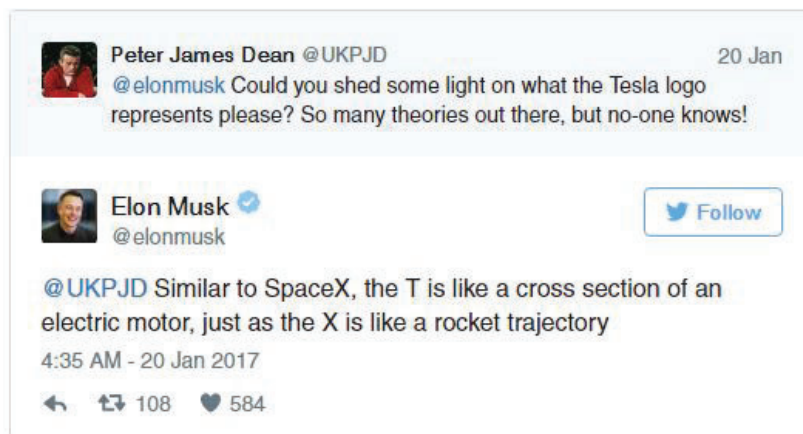 Peter James Dean @UKPJD 20 Jan
@elonmusk Could you shed some light on what the Tesla logo
represents please? So many theories out there, but no-one knows!
Elon Musk
@elonmusk
Follow
@UKPJD Similar to SpaceX, the T is like a cross section of an
electric motor, just as the X is like a rocket trajectory
4:35 AM - 20 Jan 2017
108 584